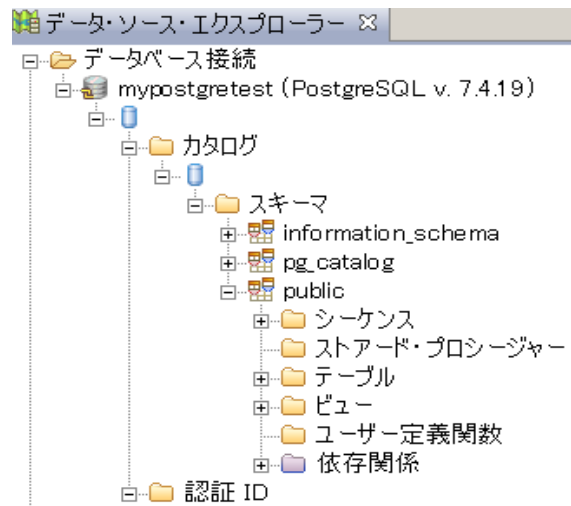 データ・ソース・エクスプローラー
データベース接続
mypostgretest (PostgreSQL v. 7.4.19)
カタログ
スキーマ
information_schema
pg_catalog
public
シーケンス
ストアード・プロシージャー
テーブル
ビュー
ユーザー定義関数
依存関係
認証 ID